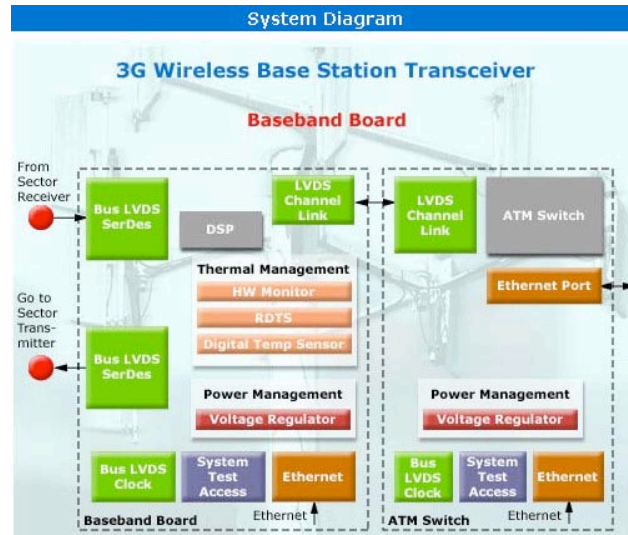 System Diagram
3G Wireless Base Station Transceiver
Baseband Board
From
Sector
Receiver
Bus LVDS
SerDes
DSP
LVDS
Channel
Link
LVDS
Channel
Link
ATM Switch
Thermal Management
HW Monitor
RDTS
Digital Temp Sensor
Ethernet Port
Go to
Sector
Trans-
mitter
Bus LVDS
SerDes
Power Management
Voltage Regulator
Power Management
Voltage Regulator
Bus LVDS
Clock
System
Test
Access
Ethernet
Bus
LVDS
Clock
System
Test
Access
Ethernet
Baseband Board
Ethernet
ATM Switch
Ethernet